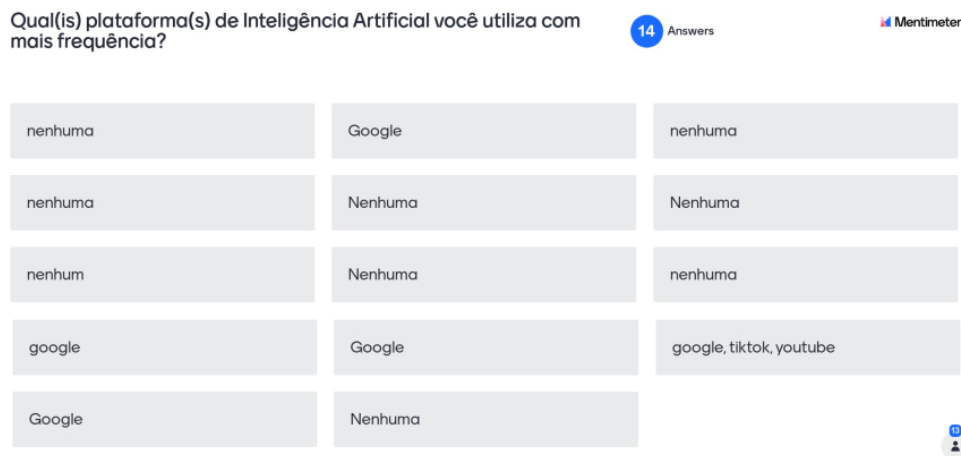 Qual(is) plataforma(s) de Inteligência Artificial você utiliza com
mais frequência?
14 Answers
Mentimeter
nenhuma
Google
nenhuma
nenhuma
Nenhuma
Nenhuma
nenhum
Nenhuma
nenhuma
google
Google
google, tiktok, youtube
Google
Nenhuma
13